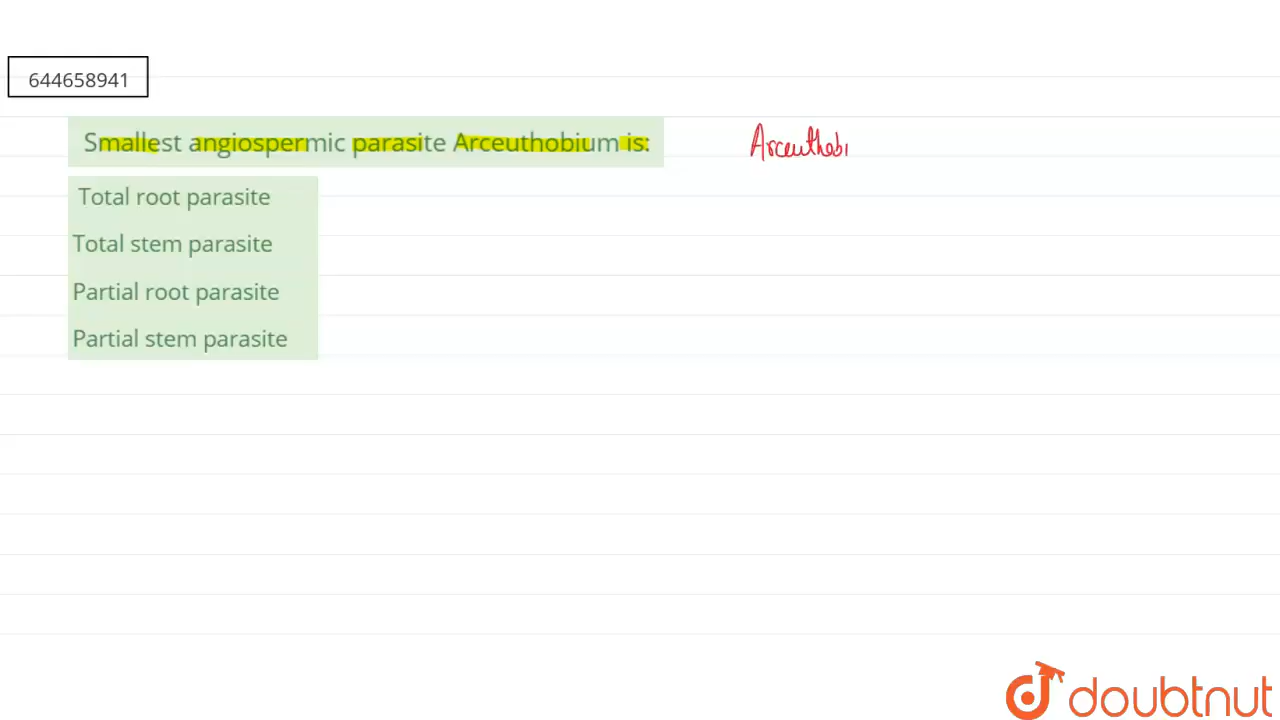 644658941
Smallest angiospermic parasite Arceuthobium is:
Arceuthobi
Total root parasite
Total stem parasite
Partial root parasite
Partial stem parasite
doubtnut